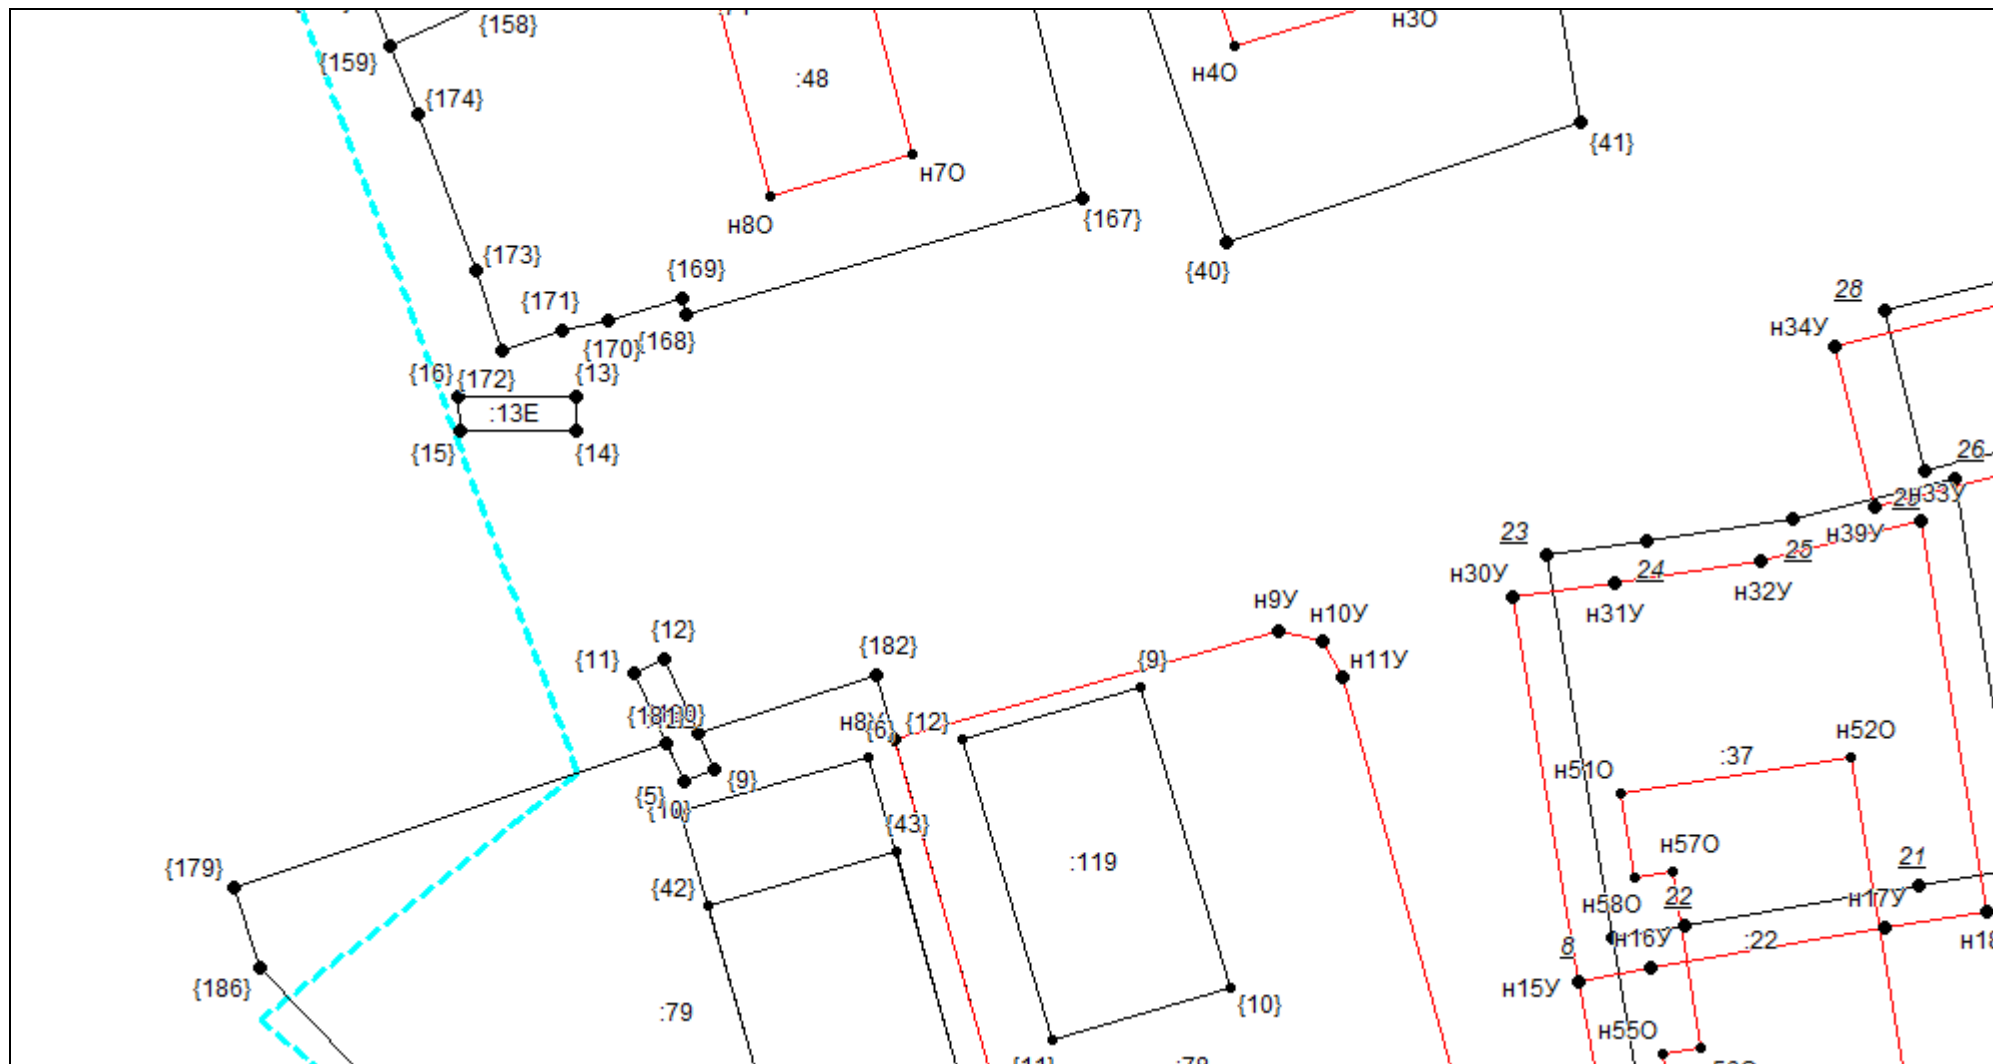 {158}
н3О
{159}
н4О
:48
{174}
{41}
н7О
{167}
н8О
{173}
{169}
{40}
28
{171}
н34У
{170}
{168}
{16}
{172}
{13}
:13Е
{15}
{14}
26
н33У
23
н39У
25
24
н30У
н32У
н31У
н9У
н10У
{12}
{182}
{11}
{9}
н11У
{6}
{12}
н52О
:37
н51О
{9}
{5}
{10}
{43}
н57О
:119
21
{179}
{42}
н58О
22
н17У
н16У
:22
8
н15У
{186}
{10}
:79
н55О